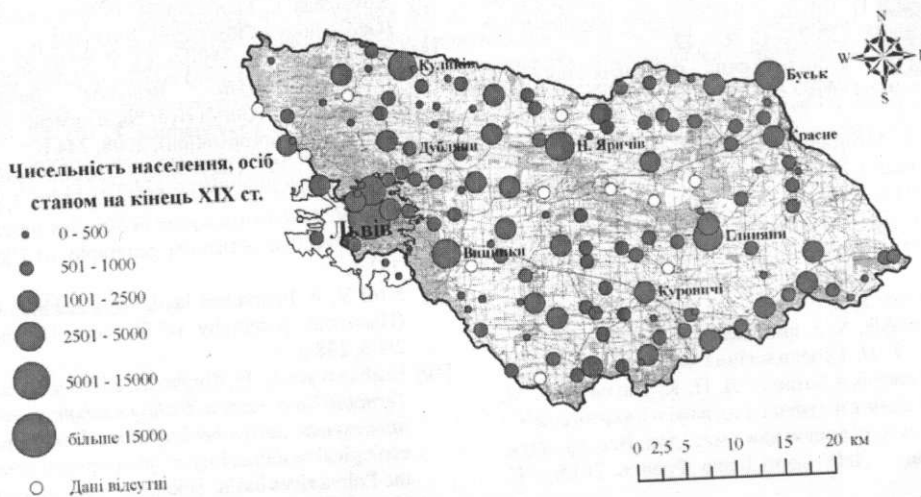 N
W
E
S
Куликів
Буськ
Красне
Дубляни
Н. Яричів
Чисельність населення, осіб
станом на кінець XIX ст.
0 - 500
501 - 1000
1001 - 2500
2501 - 5000
5001 - 15000
більше 15000
Дані відсутні
Львів
Винники
Глиняни
Куровичі
0 2,5 5 10 15 20 км